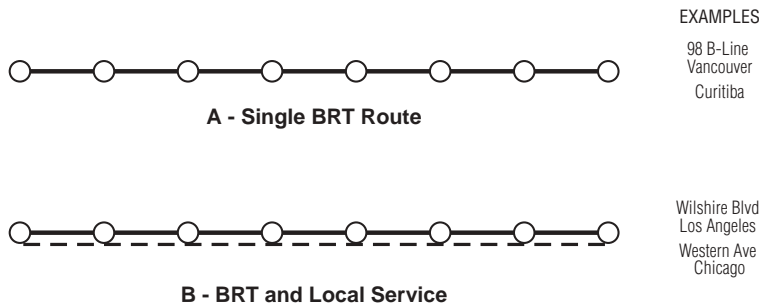 EXAMPLES
98 B-Line
Vancouver
Curitiba
A - Single BRT Route
Wilshire Blvd
Los Angeles
Western Ave
Chicago
B - BRT and Local Service